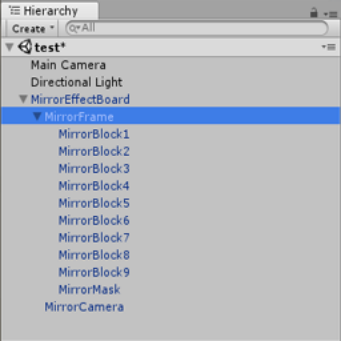 Hierarchy
Create All
test*
Main Camera
Directional Light
MirrorEffectBoard
MirrorFrame
MirrorBlock1
MirrorBlock2
MirrorBlock3
MirrorBlock4
MirrorBlock5
MirrorBlock6
MirrorBlock7
MirrorBlock8
MirrorBlock9
MirrorMask
MirrorCamera